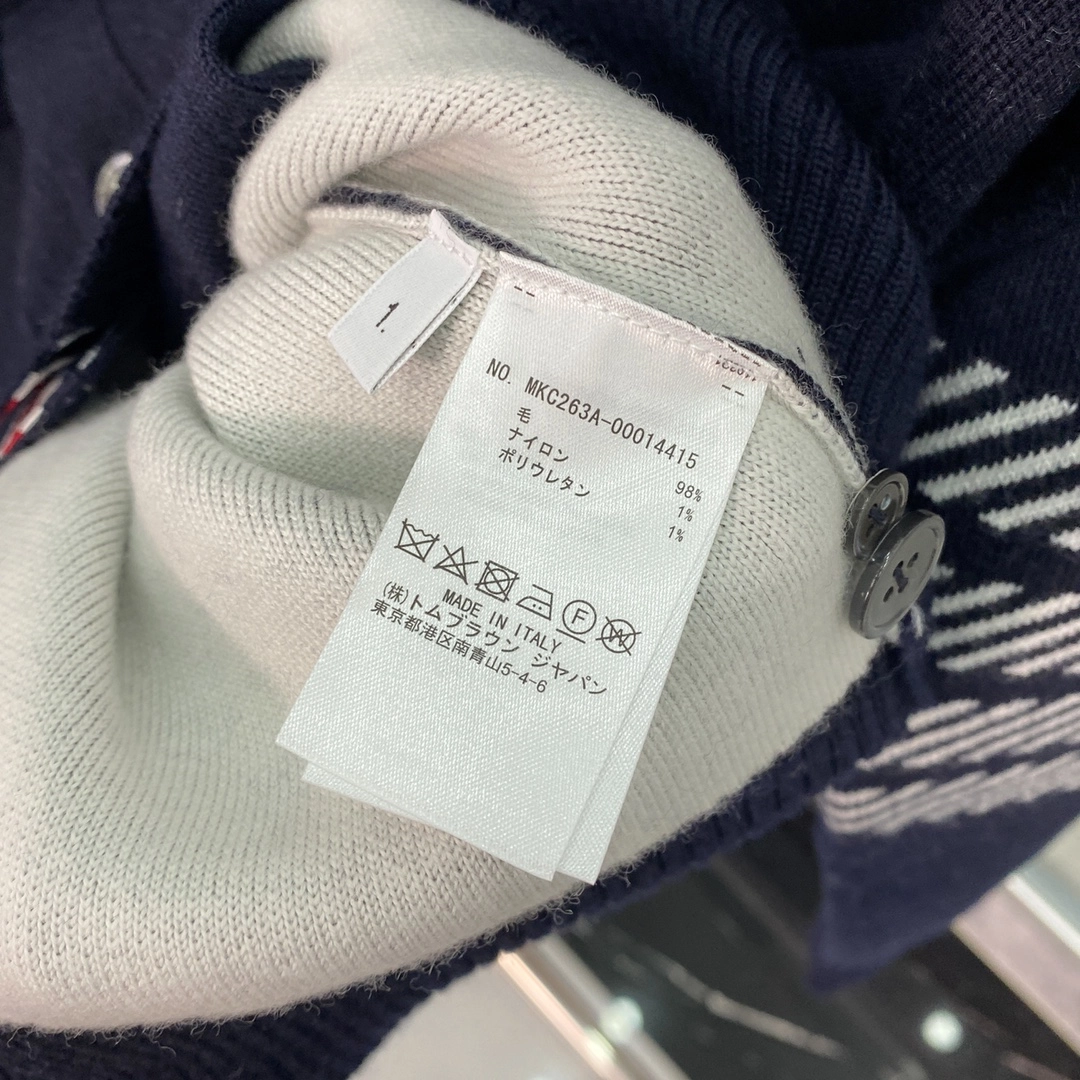 1.
NO. MKC263A-00014415
毛 98%
ナイロン 1%
ポリウレタン 1%
F W
MADE IN ITALY
(株)トムブラウン ジャパン
東京都港区南青山5-4-6